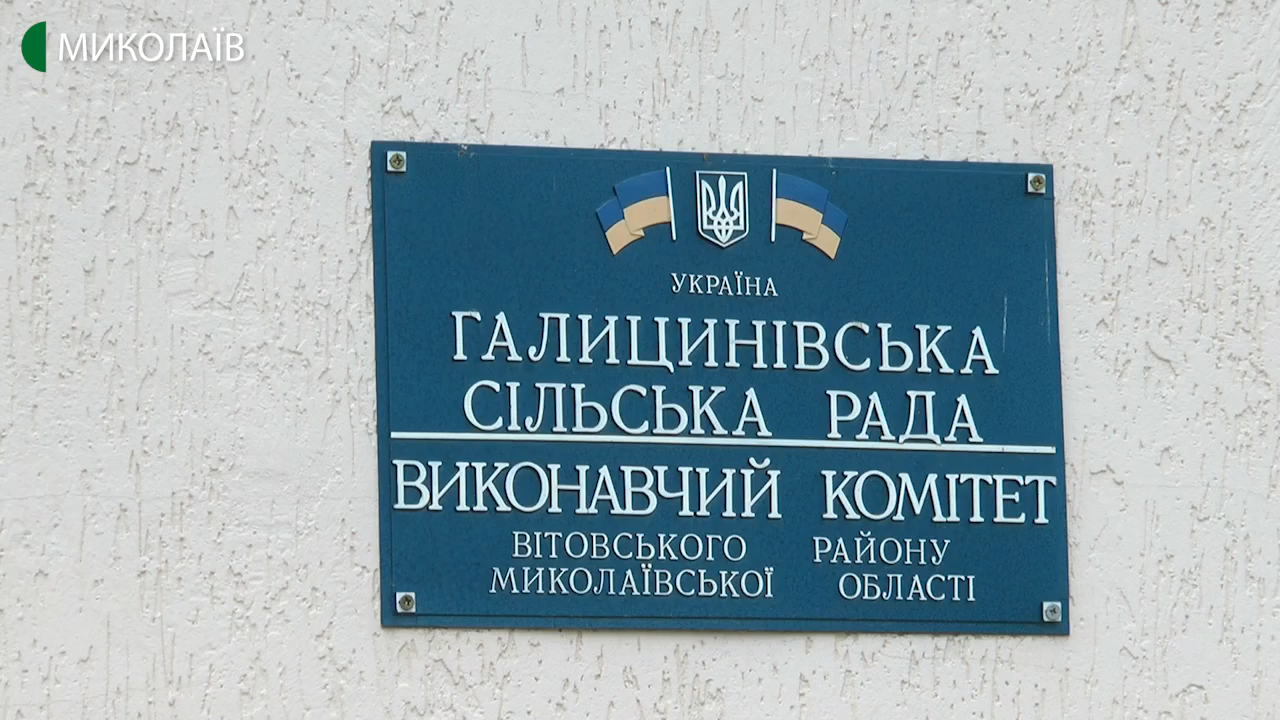 МИКОЛАЇВ
УКРАЇНА
ГАЛИЦИНІВСЬКА
СІЛЬСЬКА РАДА
ВИКОНАВЧИЙ КОМІТЕТ
ВІТОВСЬКОГО РАЙОНУ
МИКОЛАЇВСЬКОЇ ОБЛАСТІ